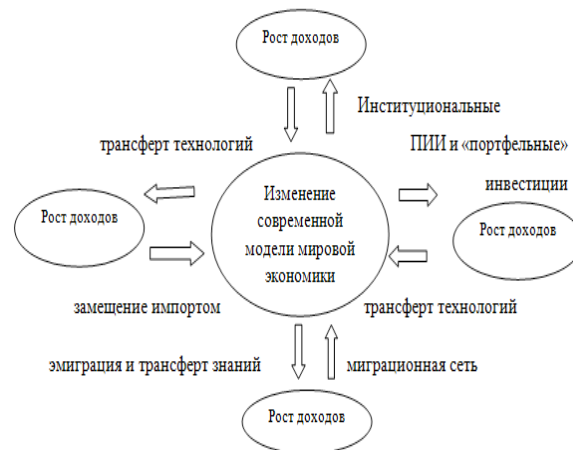 Рост доходов
Институциональные
трансферт технологий
ПИИ и «портфельные»
инвестиции
Изменение
современной
модели мировой
экономики
Рост доходов
Рост доходов
замещение импортом
трансферт технологий
эмиграция и трансферт знаний
миграционная сеть
Рост доходов